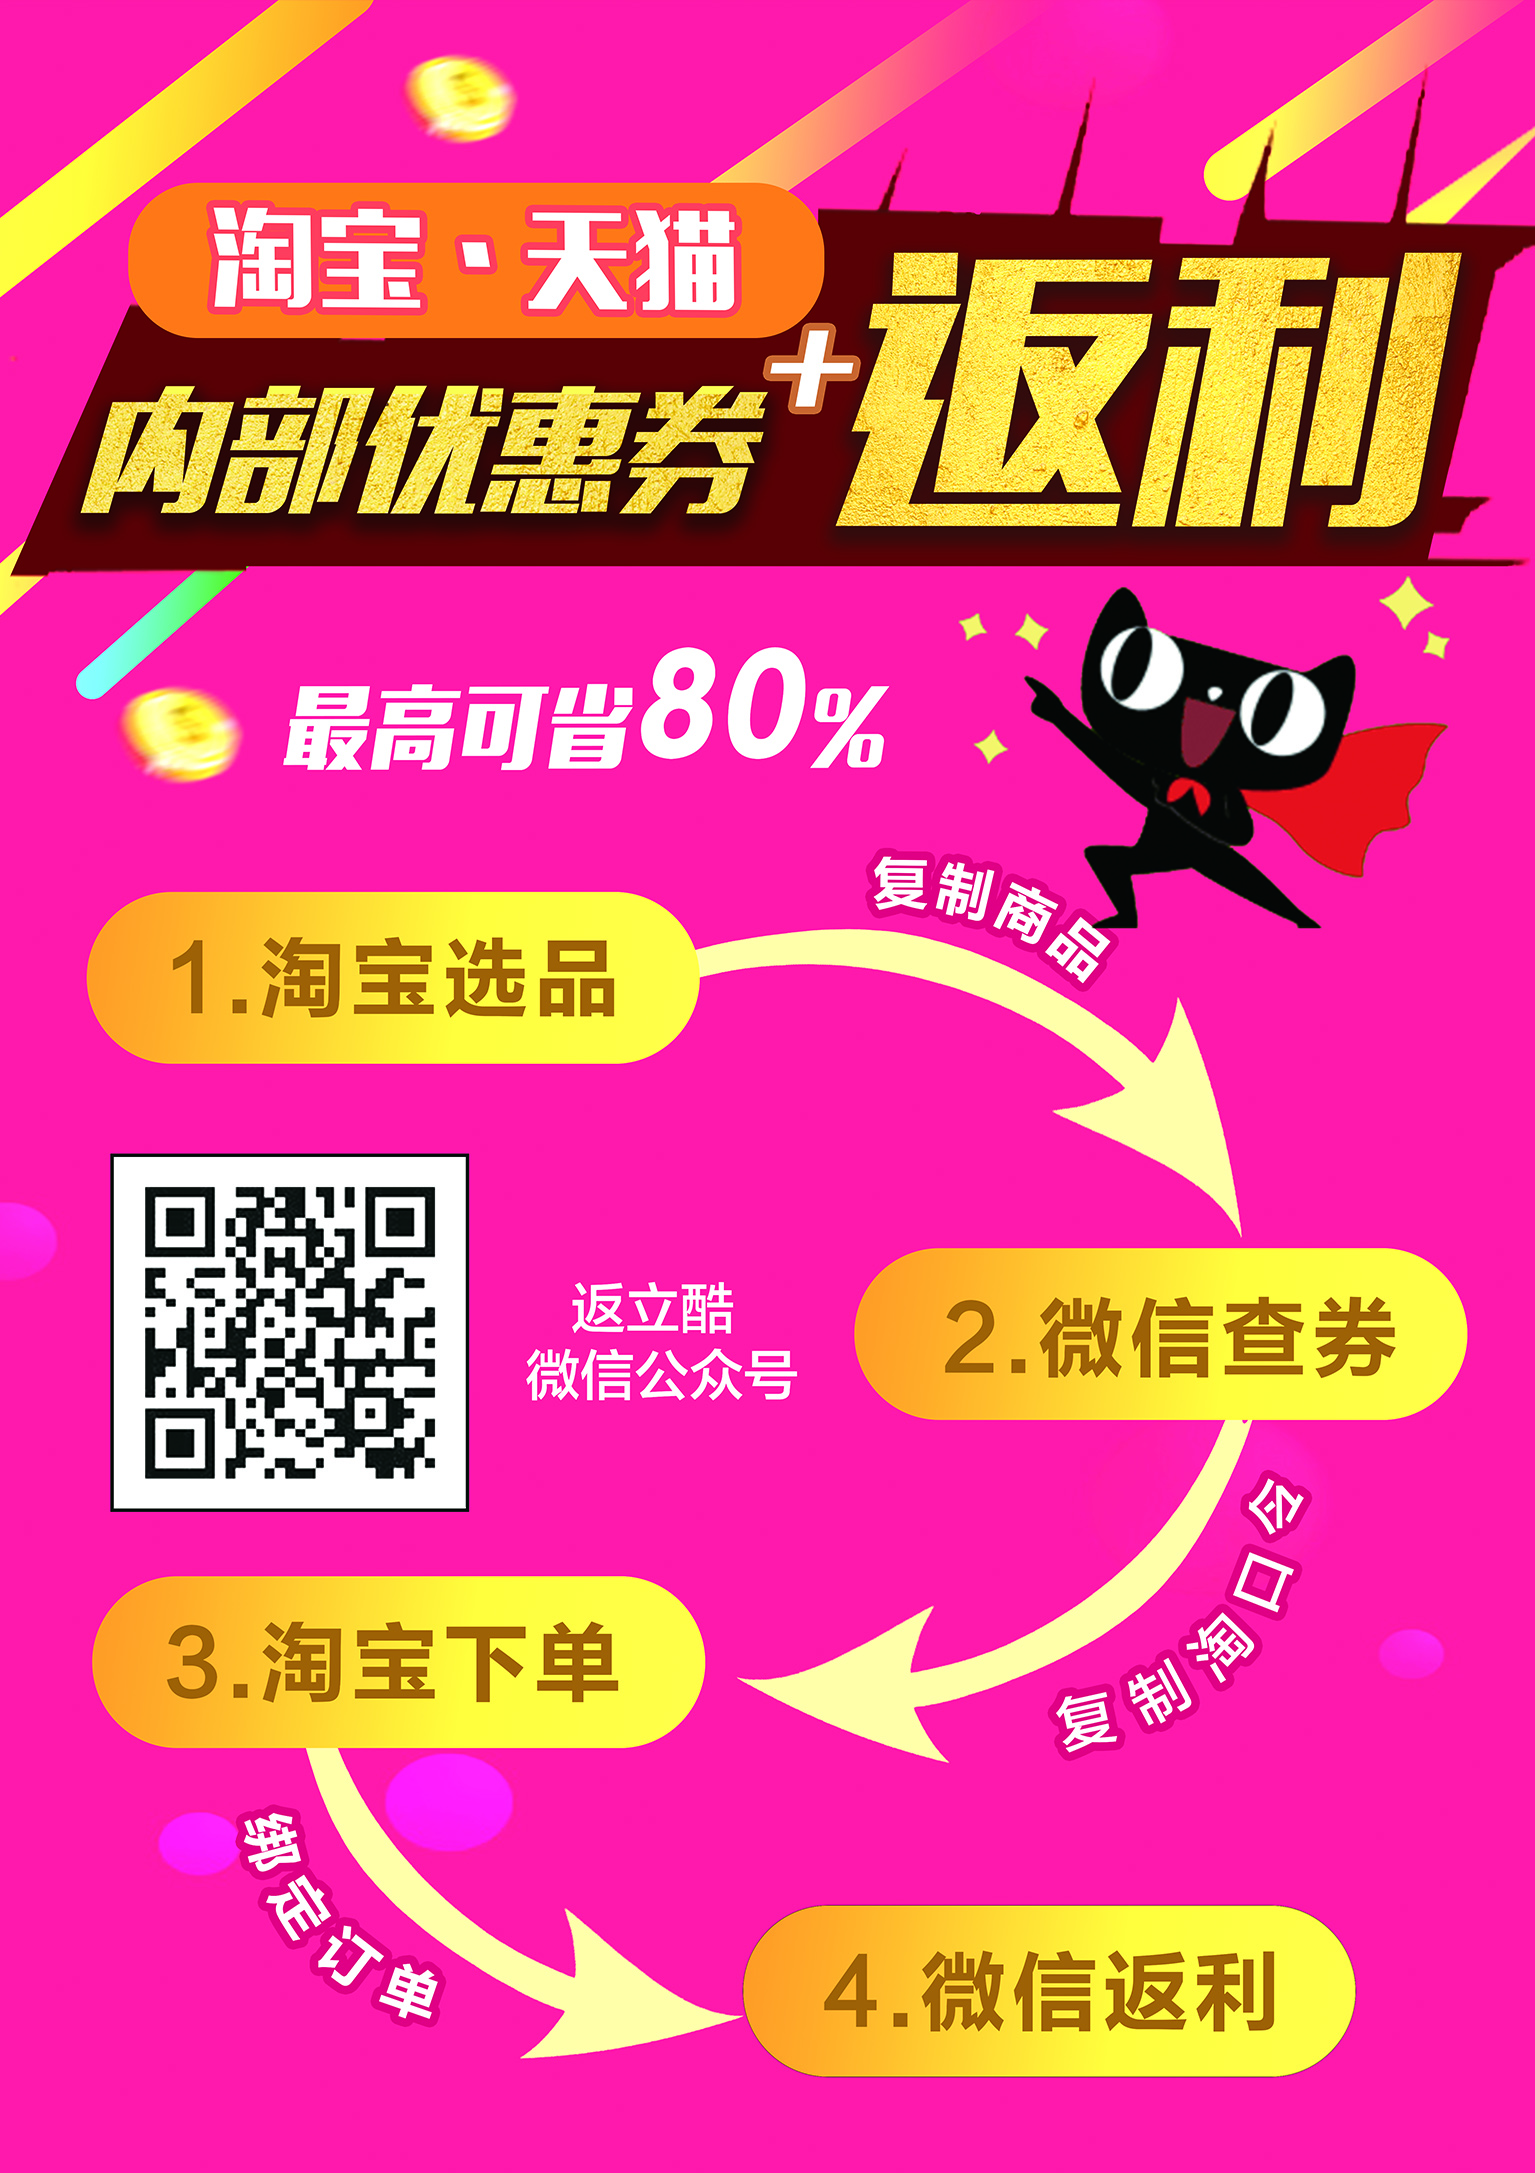 淘宝·天猫
内部优惠券+返利
最高可省80%
1.淘宝选品
复制商品
返立酷
微信公众号
2.微信查券
复制淘口令
3.淘宝下单
绑定订单
4.微信返利